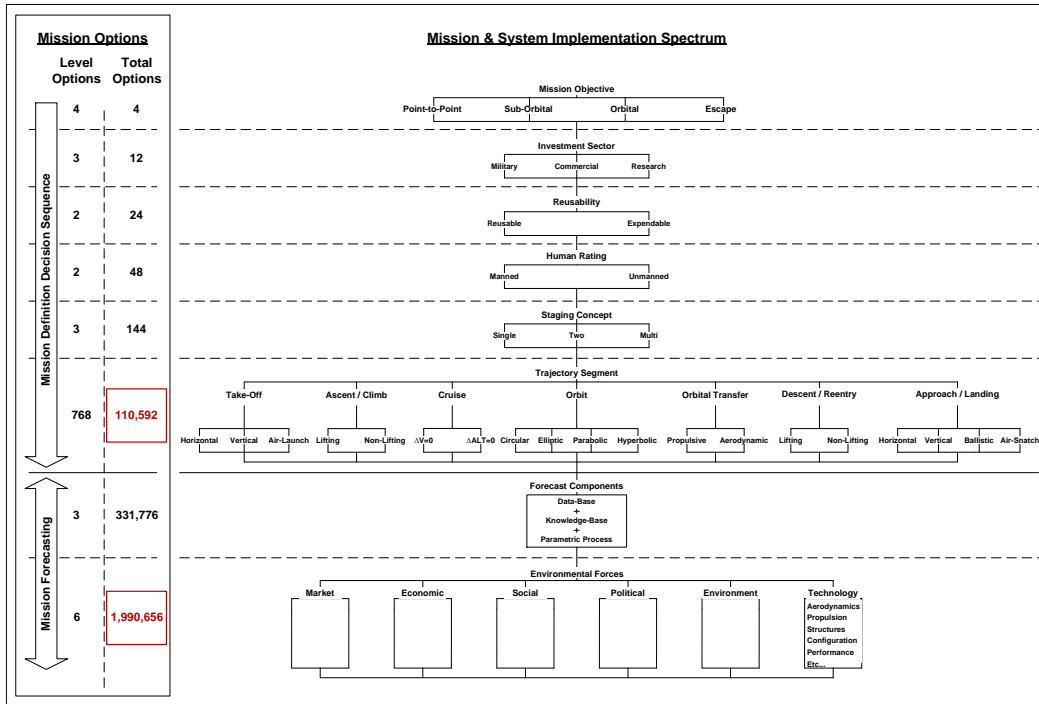 Mission Options
Mission & System Implementation Spectrum
Level Options
Total Options
Mission Definition Decision Sequence
Mission Forecasting
4 4
Mission Objective
Point-to-Point Sub-Orbital Orbital Escape
3 12
Investment Sector
Military Commercial Research
2 24
Reusability
Reusable Expendable
2 48
Human Rating
Manned Unmanned
3 144
Staging Concept
Single Two Multi
768 110,592
Trajectory Segment
Take-Off Ascent / Climb Cruise Orbit Orbital Transfer Descent / Reentry Approach / Landing
Horizontal Vertical Air-Launch Lifting Non-Lifting ΔV=0 ΔALT=0 Circular Elliptic Parabolic Hyperbolic Propulsive Aerodynamic Lifting Non-Lifting Horizontal Vertical Ballistic Air-Snatch
3 331,776
Forecast Components
Data-Base
+
Knowledge-Base
+
Parametric Process
6 1,990,656
Environmental Forces
Market Economic Social Political Environment Technology
Aerodynamics
Propulsion
Structures
Configuration
Performance
Etc...